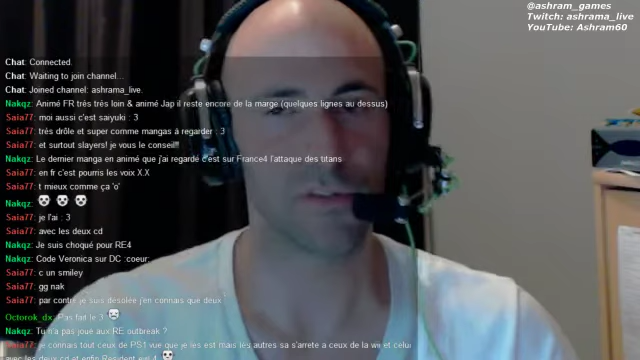 @ashram_games
Twitch: ashrama_live
YouTube: Ashram60
Chat: Connected.
Chat: Waiting to join channel...
Chat: Joined channel: ashrama_live.
Nakqz: Animé FR très très loin & animé Jap il reste encore de la marge (quelques lignes au dessus)
Saia77: moi aussi c'est saiyuki : 3
Saia77: très drôle et super comme mangas à regarder : 3
Saia77: et surtout slayers! je vous le conseil!!
Nakqz: Le dernier manga en animé que j'ai regardé c'est sur France4 l'attaque des titans
Saia77: en fr c'est pourris les voix X.X
Saia77: t mieux comme ça 'o'
Nakqz:
Saia77: je l'ai : 3
Saia77: avec les deux cd
Nakqz: Je suis choqué pour RE4
Nakqz: Code Veronica sur DC :coeur:
Saia77: c un smiley
Saia77: gg nak
Saia77: par contre je suis désolée j'en connais que deux
Octorok_dx: Pas fait le 3
Nakqz: Tu n'a pas joué aux RE outbreak ?
Saia77: je connais tout ceux de PS1 vue que je les est mais les autres sa s'arrete a ceux de la wii et celui
avec les deux cd et enfin Resident evil 4